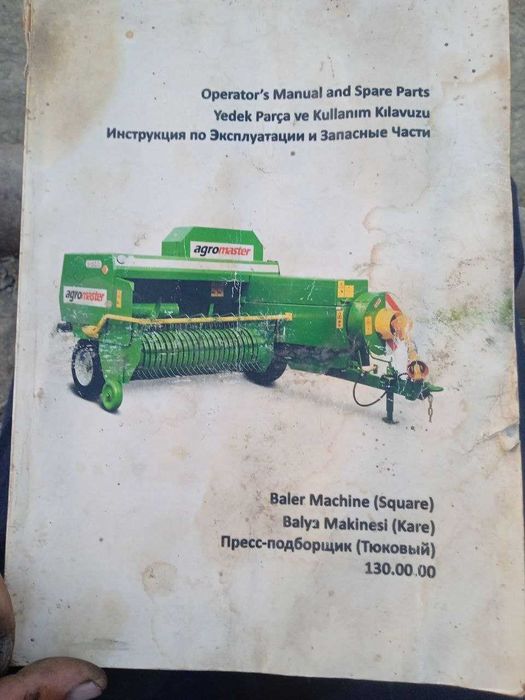 Operator's Manual and Spare Parts
Yedek Parça ve Kullanım Kılavuzu
Инструкция по Эксплуатации и Запасные Части
agromaster
agromaster
Baler Machine (Square)
Balya Makinesi (Kare)
Пресс-подборщик (Тюковый)
130.00.00